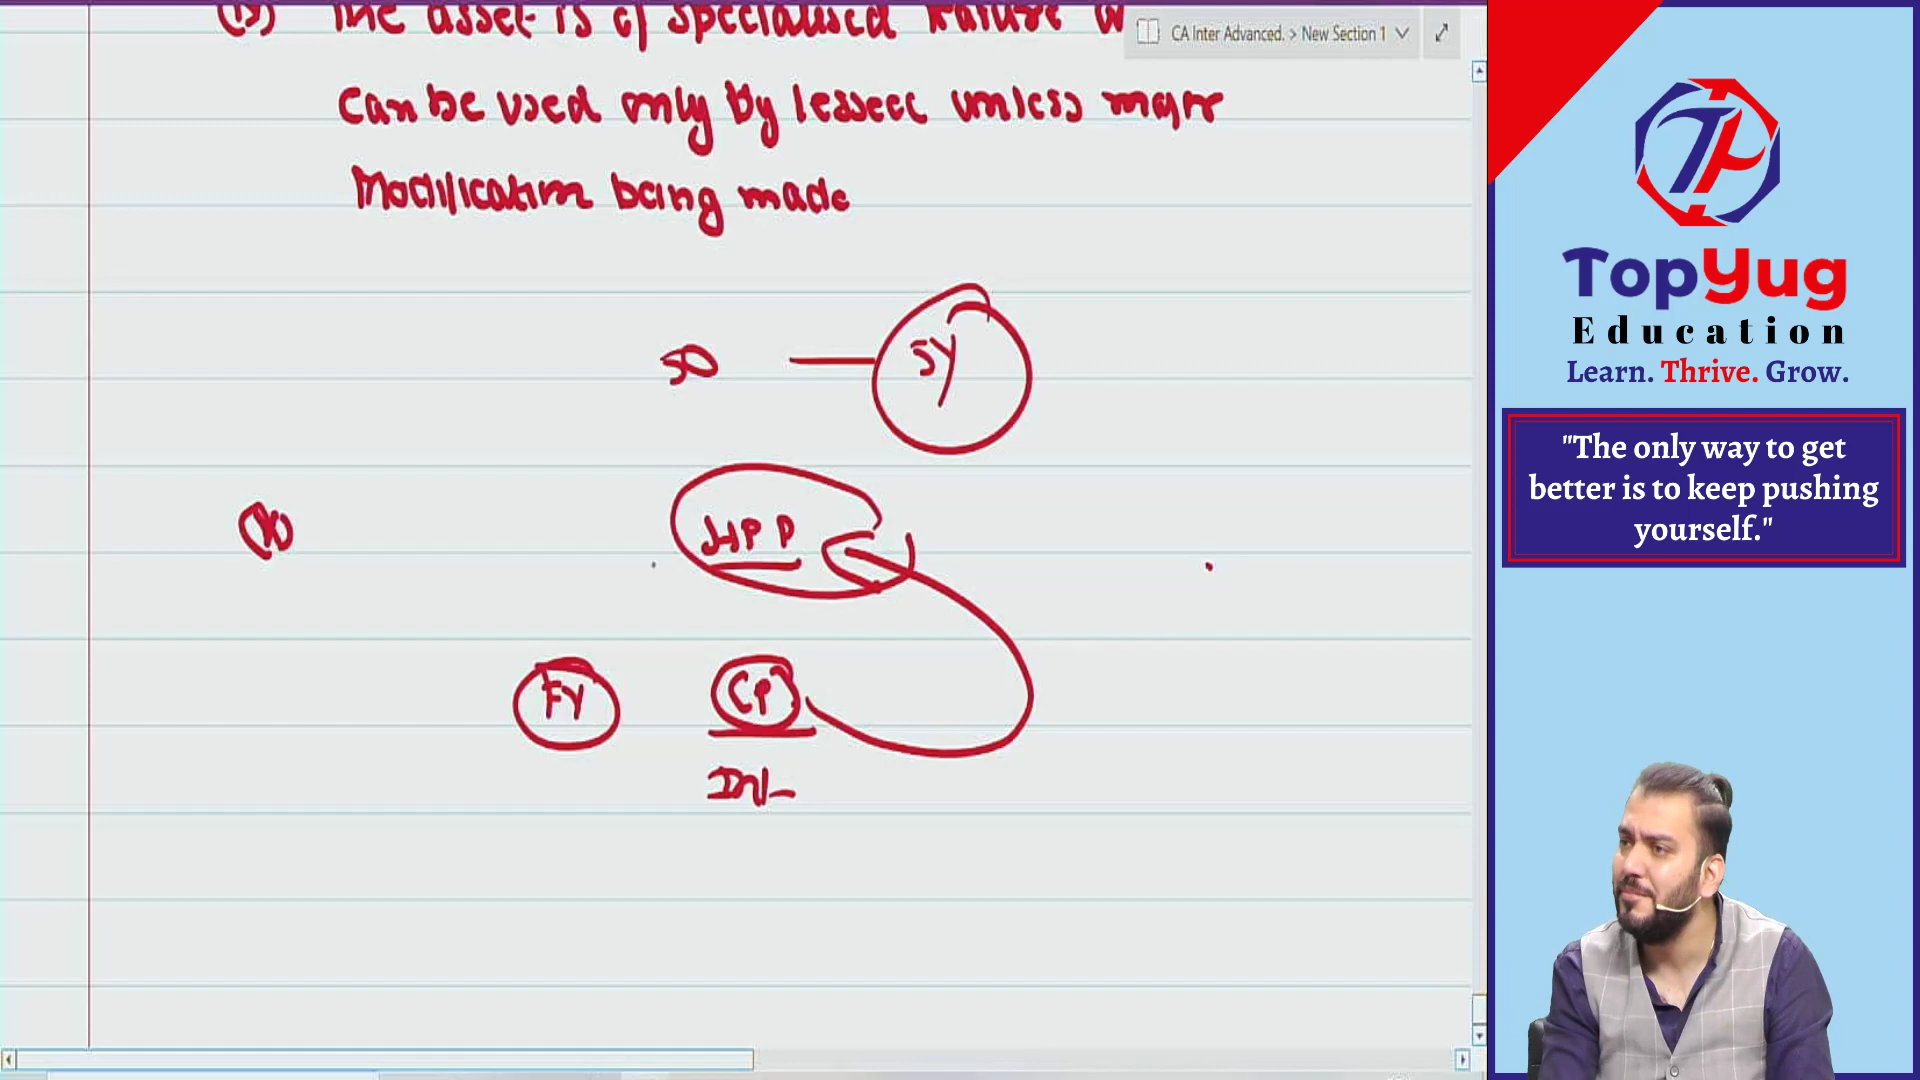 The asset is of specialised nature &
can be used only by lessee unless major
Modification being made
50 5Y
HPP
FY CP
Int
CA Inter Advanced. > New Section 1
TopYug
Education
Learn. Thrive. Grow.
"The only way to get
better is to keep pushing
yourself."